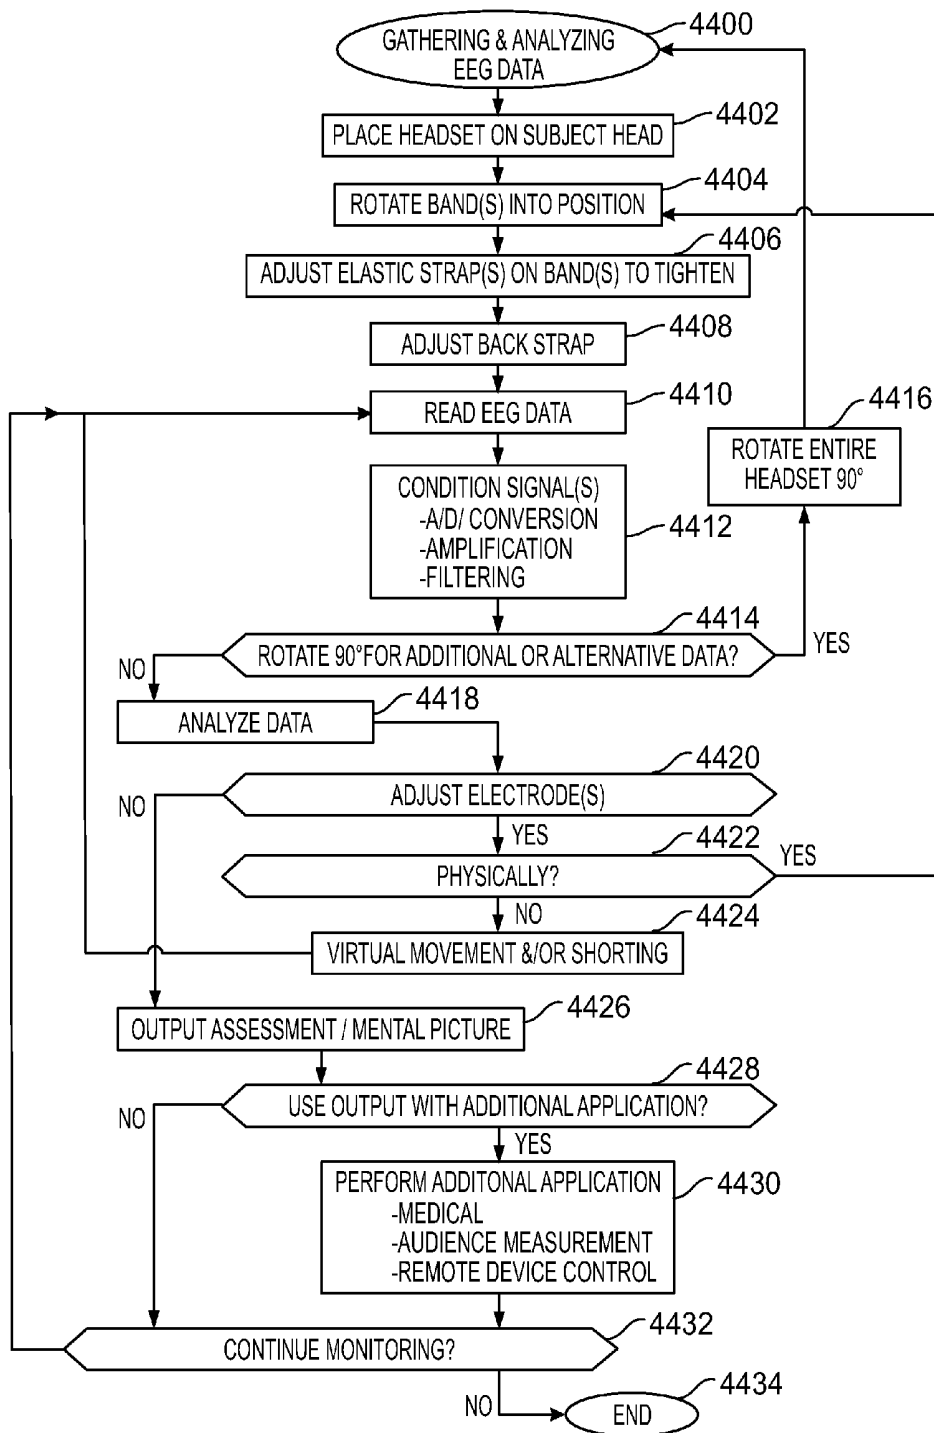 GATHERING & ANALYZING
EEG DATA
4400
PLACE HEADSET ON SUBJECT HEAD
4402
ROTATE BAND(S) INTO POSITION
4404
ADJUST ELASTIC STRAP(S) ON BAND(S) TO TIGHTEN
4406
ADJUST BACK STRAP
4408
READ EEG DATA
4410
ROTATE ENTIRE
HEADSET 90°
4416
CONDITION SIGNAL(S)
-A/D/ CONVERSION
-AMPLIFICATION
-FILTERING
4412
ROTATE 90°FOR ADDITIONAL OR ALTERNATIVE DATA?
4414
YES
NO
ANALYZE DATA
4418
ADJUST ELECTRODE(S)
4420
NO
YES
PHYSICALLY?
4422
YES
NO
VIRTUAL MOVEMENT &/OR SHORTING
4424
OUTPUT ASSESSMENT / MENTAL PICTURE
4426
USE OUTPUT WITH ADDITIONAL APPLICATION?
4428
NO
YES
PERFORM ADDITONAL APPLICATION
-MEDICAL
-AUDIENCE MEASUREMENT
-REMOTE DEVICE CONTROL
4430
CONTINUE MONITORING?
4432
NO
END
4434